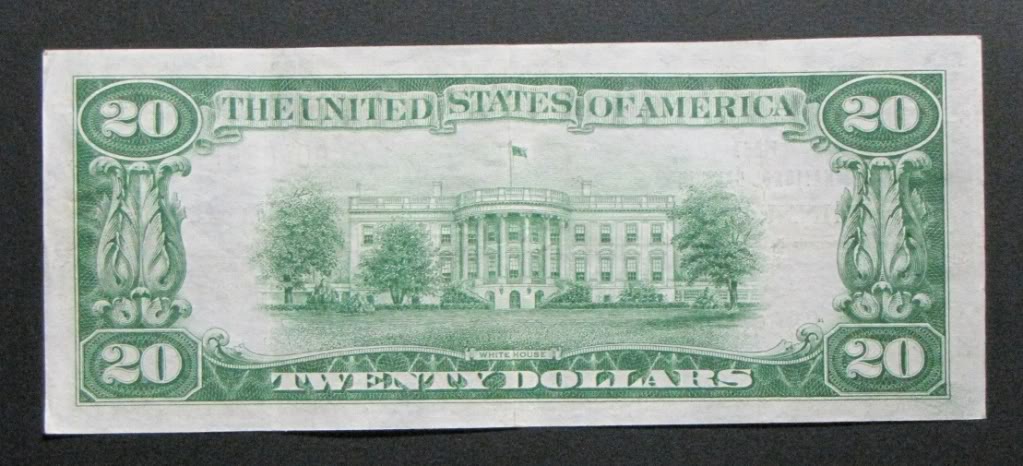 20 THE UNITED STATES OF AMERICA 20
WHITE HOUSE
20 TWENTY DOLLARS 20